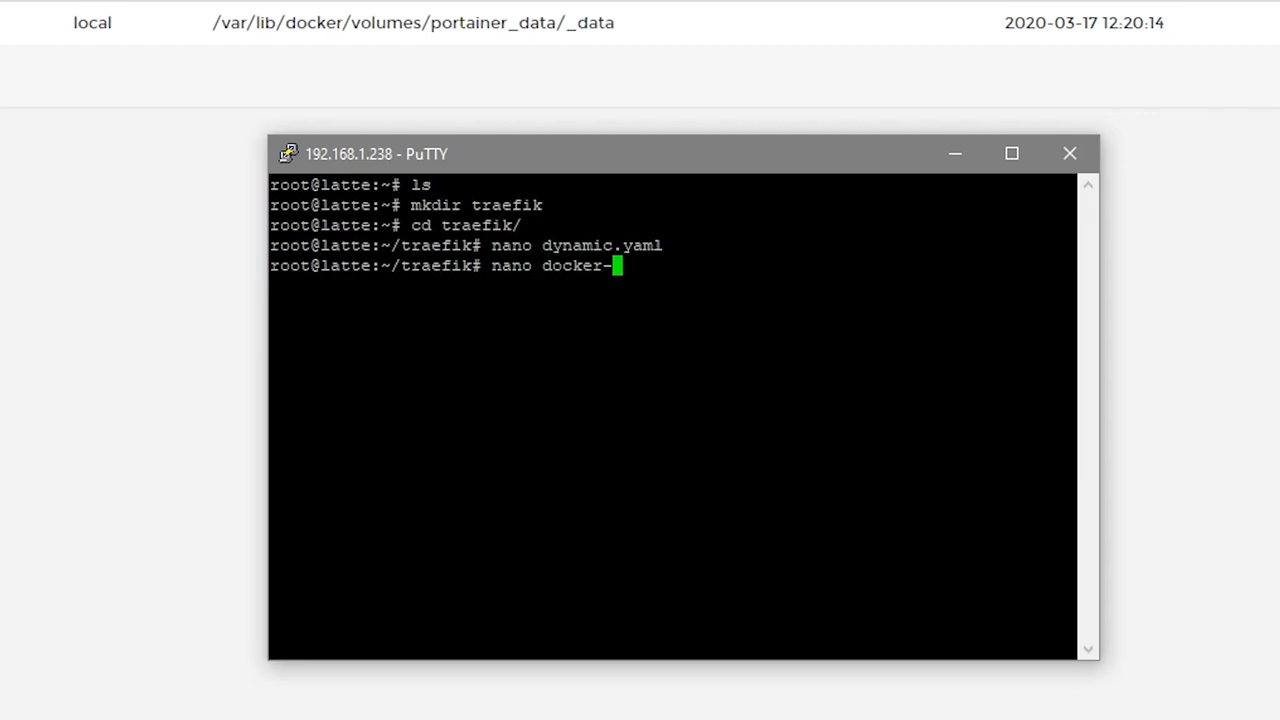 local /var/lib/docker/volumes/portainer_data/_data 2020-03-17 12:20:14
192.168.1.238 - PuTTY
root@latte:~# ls
root@latte:~# mkdir traefik
root@latte:~# cd traefik/
root@latte:~/traefik# nano dynamic.yaml
root@latte:~/traefik# nano docker-